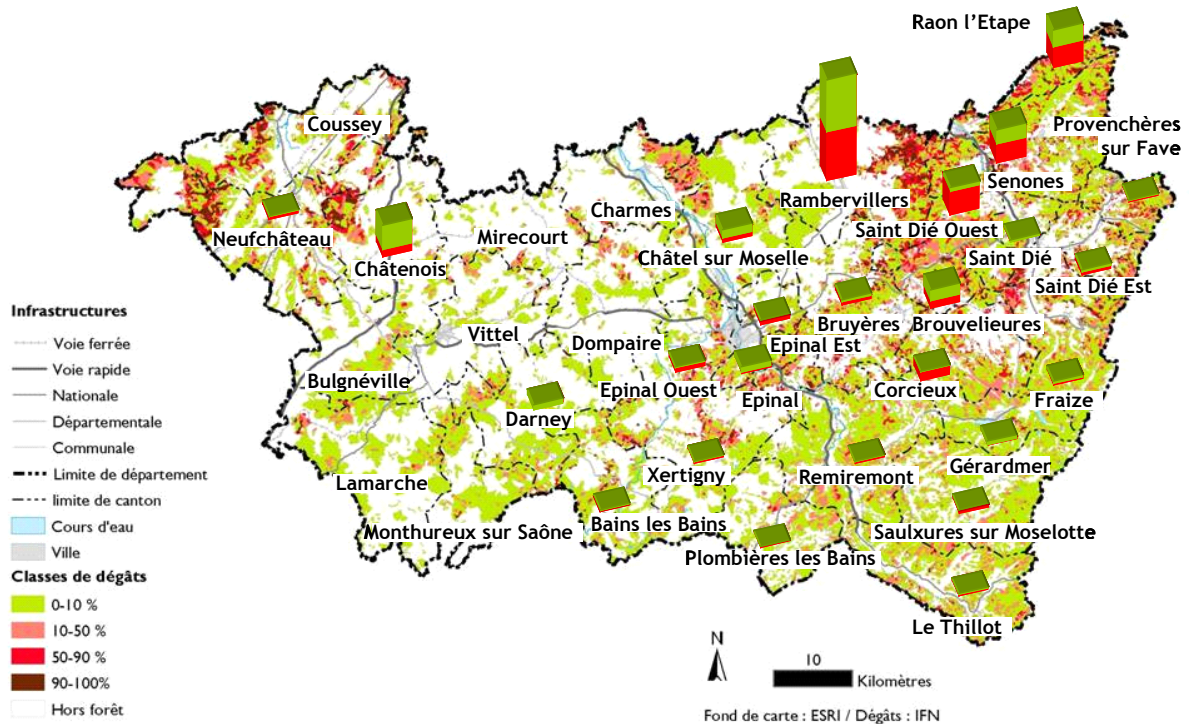 Raon l'Etape
Coussey
Provenchères
sur Fave
Senones
Rambervillers
Charmes
Saint Dié Ouest
Neufchâteau
Mirecourt
Châtel sur Moselle
Saint Dié
Châtenois
Saint Dié Est
Infrastructures
Voie ferrée
Voie rapide
Nationale
Départementale
Communale
Limite de département
limite de canton
Cours d'eau
Ville
Classes de dégâts
0-10 %
10-50 %
50-90 %
90-100%
Hors forêt
Vittel
Dompaire
Bruyères
Brouvelieures
Epinal Est
Bulgnéville
Epinal Ouest
Epinal
Corcieux
Fraize
Darney
Xertigny
Remiremont
Gérardmer
Lamarche
Monthureux sur Saône
Bains les Bains
Saulxures sur Moselotte
Plombières les Bains
Le Thillot
N
10
Kilomètres
Fond de carte : ESRI / Dégâts : IFN